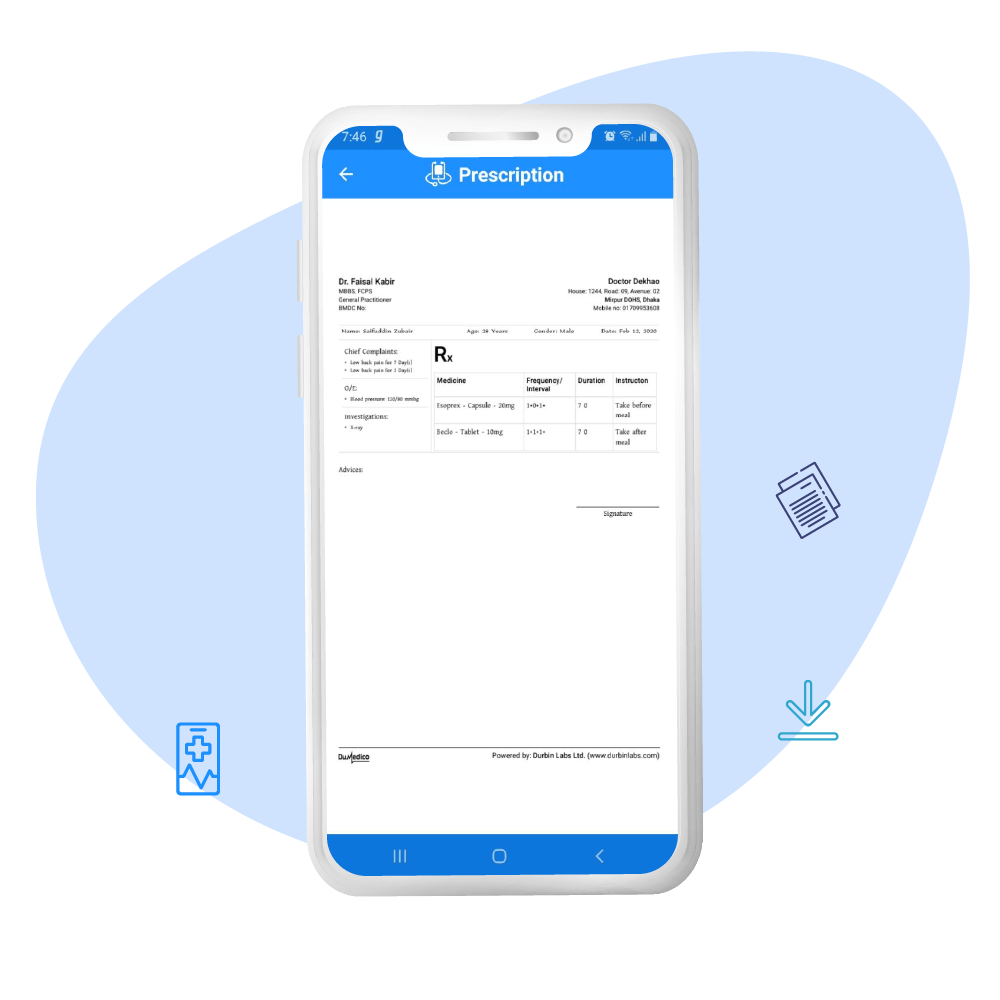 7:46 g
Prescription
Dr. Faisal Kabir
MBBS, FCPS
General Practitioner
BMDC No:
Doctor Dekhao
House: 1244, Road: 09, Avenue: 02
Mirpur DOHS, Dhaka
Mobile no: 01709953608
Name: Saifuddin Zubair Age: 29 Years Gender: Male Date: Feb 12, 2020
Chief Complaints:
• Low back pain for 7 Day(s)
• Low back pain for 3 Day(s)
O/E:
• Blood pressure 120/80 mmhg
Investigations:
• X-ray
Rx
Medicine Frequency/ Interval Duration Instructon
Esoprex - Capsule - 20mg 1+0+1+ 7 0 Take before
meal
Beclo - Tablet - 10mg 1+1+1+ 7 0 Take after
meal
Advices:
Signature
DuMedico Powered by: Durbin Labs Ltd. (www.durbinlabs.com)